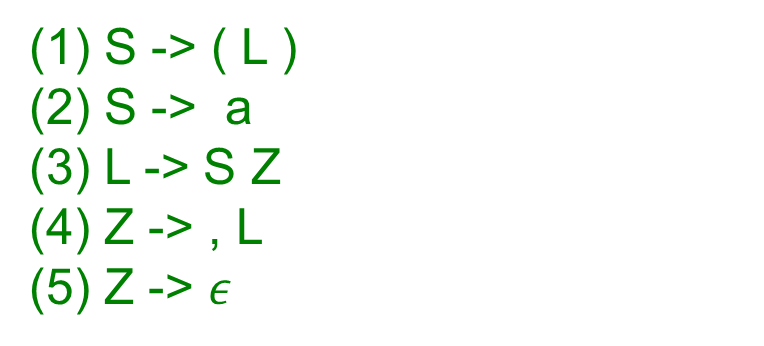 (1) S -> ( L )
(2) S -> a
(3) L -> S Z
(4) Z -> , L
(5) Z -> ϵ